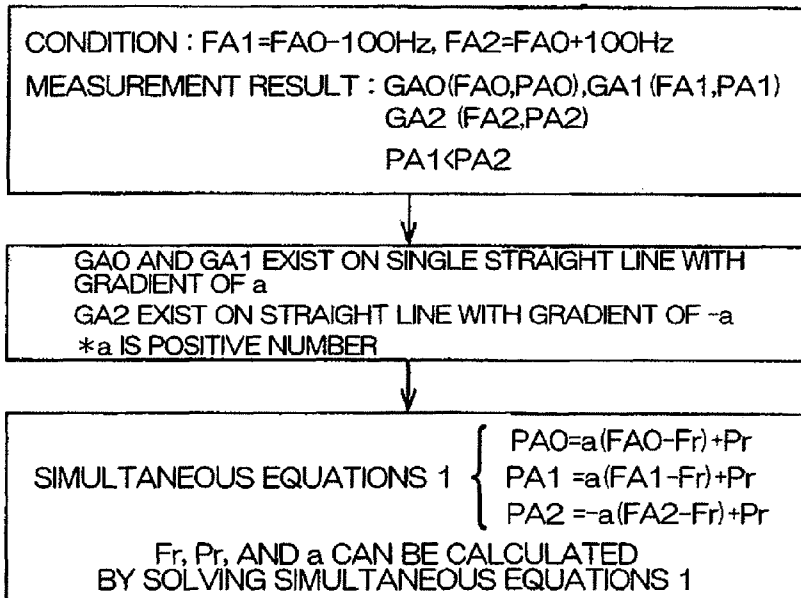 CONDITION : FA1=FA0-100Hz, FA2=FA0+100Hz
MEASUREMENT RESULT : GA0(FA0,PA0),GA1(FA1,PA1)
GA2 (FA2,PA2)
PA1<PA2
GA0 AND GA1 EXIST ON SINGLE STRAIGHT LINE WITH
GRADIENT OF a
GA2 EXIST ON STRAIGHT LINE WITH GRADIENT OF -a
*a IS POSITIVE NUMBER
PA0=a(FA0-Fr)+Pr
SIMULTANEOUS EQUATIONS 1 { PA1 =a(FA1-Fr)+Pr
PA2 =-a(FA2-Fr)+Pr
Fr, Pr, AND a CAN BE CALCULATED
BY SOLVING SIMULTANEOUS EQUATIONS 1